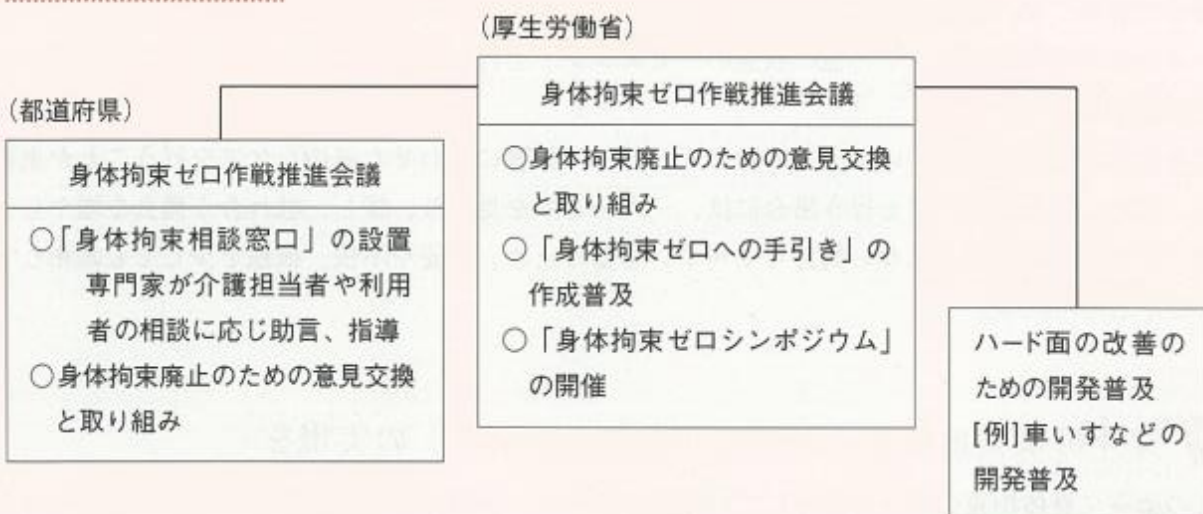 (厚生労働省)
身体拘束ゼロ作戦推進会議
○身体拘束廃止のための意見交換
と取り組み
○「身体拘束ゼロへの手引き」の
作成普及
○「身体拘束ゼロシンポジウム」
の開催
(都道府県)
身体拘束ゼロ作戦推進会議
○「身体拘束相談窓口」の設置
専門家が介護担当者や利用
者の相談に応じ助言、指導
○身体拘束廃止のための意見交換
と取り組み
ハード面の改善の
ための開発普及
[例]車いすなどの
開発普及